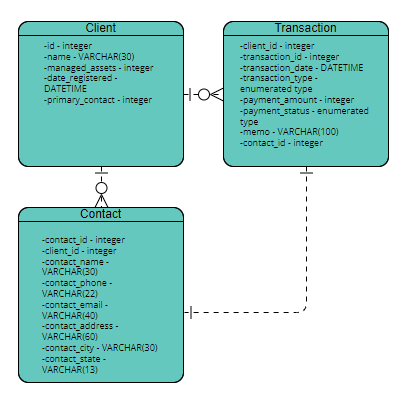 Client
-id - integer
-name - VARCHAR(30)
-managed_assets - integer
-date_registered -
DATETIME
-primary_contact - integer
Transaction
-client_id - integer
-transaction_id - integer
-transaction_date - DATETIME
-transaction_type -
enumerated type
-payment_amount - integer
-payment_status - enumerated
type
-memo - VARCHAR(100)
-contact_id - integer
Contact
-contact_id - integer
-client_id - integer
-contact_name -
VARCHAR(30)
-contact_phone -
VARCHAR(22)
-contact_email -
VARCHAR(40)
-contact_address -
VARCHAR(60)
-contact_city - VARCHAR(30)
-contact_state -
VARCHAR(13)